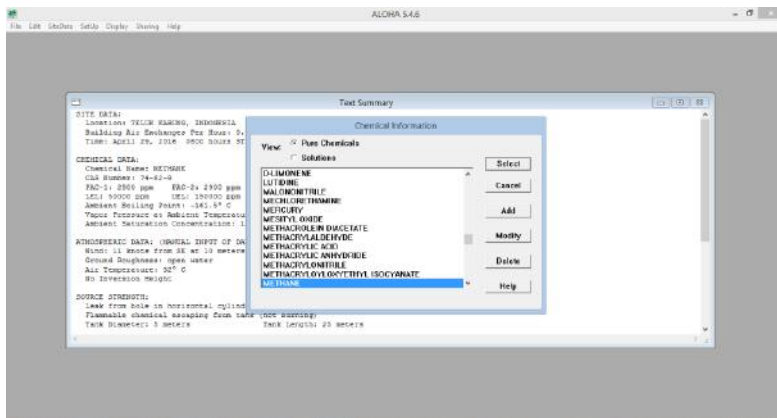 ALOHA 5.4.6
File Edit SiteData SetUp Display Sharing Help
Text Summary
SITE DATA:
Location: TELUK KABUNG, INDONESIA
Building Air Exchanges Per Hour: 0.
Time: April 29, 2016 0800 hours ST
CHEMICAL DATA:
Chemical Name: METHANE
CAS Number: 74-82-8
PAC-1: 2900 ppm PAC-2: 2900 ppm
LEL: 50000 ppm UEL: 150000 ppm
Ambient Boiling Point: -161.5° C
Vapor Pressure at Ambient Temperatu
Ambient Saturation Concentration: 1
ATMOSPHERIC DATA: (MANUAL INPUT OF DA
Wind: 11 knots from SE at 10 meters
Ground Roughness: open water
Air Temperature: 32° C
No Inversion Height
SOURCE STRENGTH:
Leak from hole in horizontal cylind
Flammable chemical escaping from tank (not burning)
Tank Diameter: 5 meters Tank Length: 25 meters
Chemical Information
View:
Pure Chemicals
Solutions
D-LIMONENE
LUTIDINE
MALONONITRILE
MECHLORETHAMINE
MERCURY
MESITYL OXIDE
METHACROLEIN DIACETATE
METHACRYLALDEHYDE
METHACRYLIC ACID
METHACRYLIC ANHYDRIDE
METHACRYLONITRILE
METHACRYLOYLOXYETHYL ISOCYANATE
METHANE
Select
Cancel
Add
Modify
Delete
Help